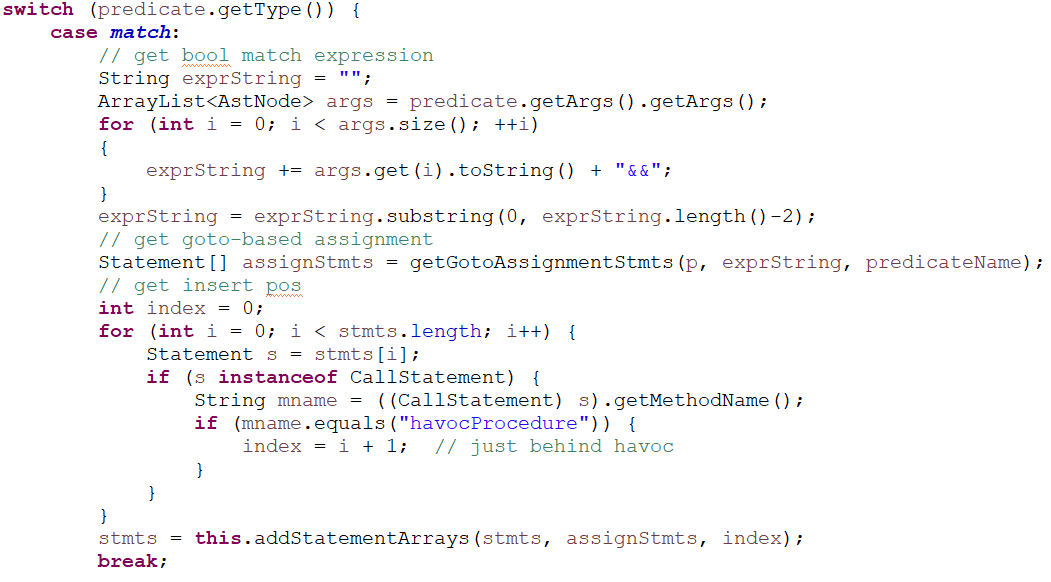 switch (predicate.getType()) {
    case match:
        // get bool match expression
        String exprString = "";
        ArrayList<AstNode> args = predicate.getArgs().getArgs();
        for (int i = 0; i < args.size(); ++i)
        {
            exprString += args.get(i).toString() + "&&";
        }
        exprString = exprString.substring(0, exprString.length()-2);
        // get goto-based assignment
        Statement[] assignStmts = getGotoAssignmentStmts(p, exprString, predicateName);
        // get insert pos
        int index = 0;
        for (int i = 0; i < stmts.length; i++) {
            Statement s = stmts[i];
            if (s instanceof CallStatement) {
                String mname = ((CallStatement) s).getMethodName();
                if (mname.equals("havocProcedure")) {
                    index = i + 1;  // just behind havoc
                }
            }
        }
        stmts = this.addStatementArrays(stmts, assignStmts, index);
        break;